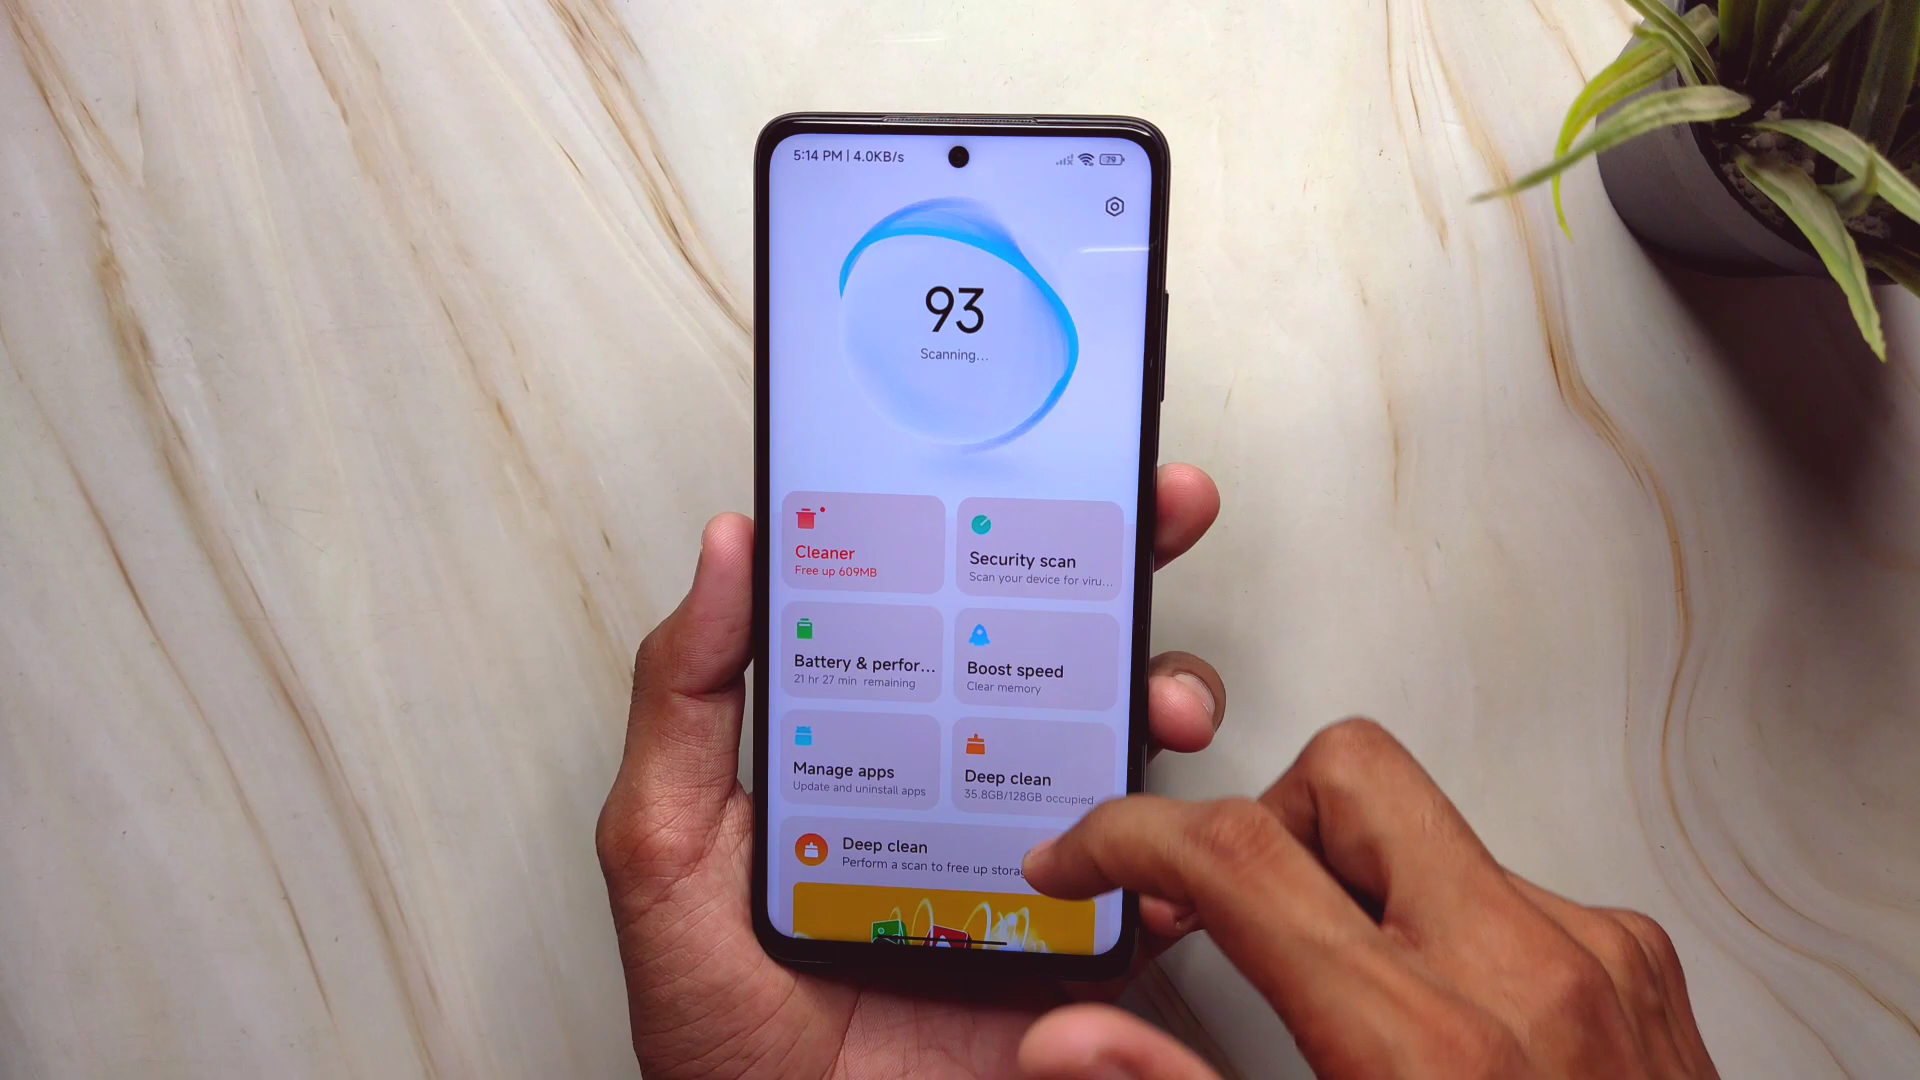 5:14 PM | 4.0KB/s
79
93
Scanning...
Cleaner
Free up 609MB
Security scan
Scan your device for viru...
Battery & perfor...
21 hr 27 min remaining
Boost speed
Clear memory
Manage apps
Update and uninstall apps
Deep clean
35.8GB/128GB occupied
Deep clean
Perform a scan to free up